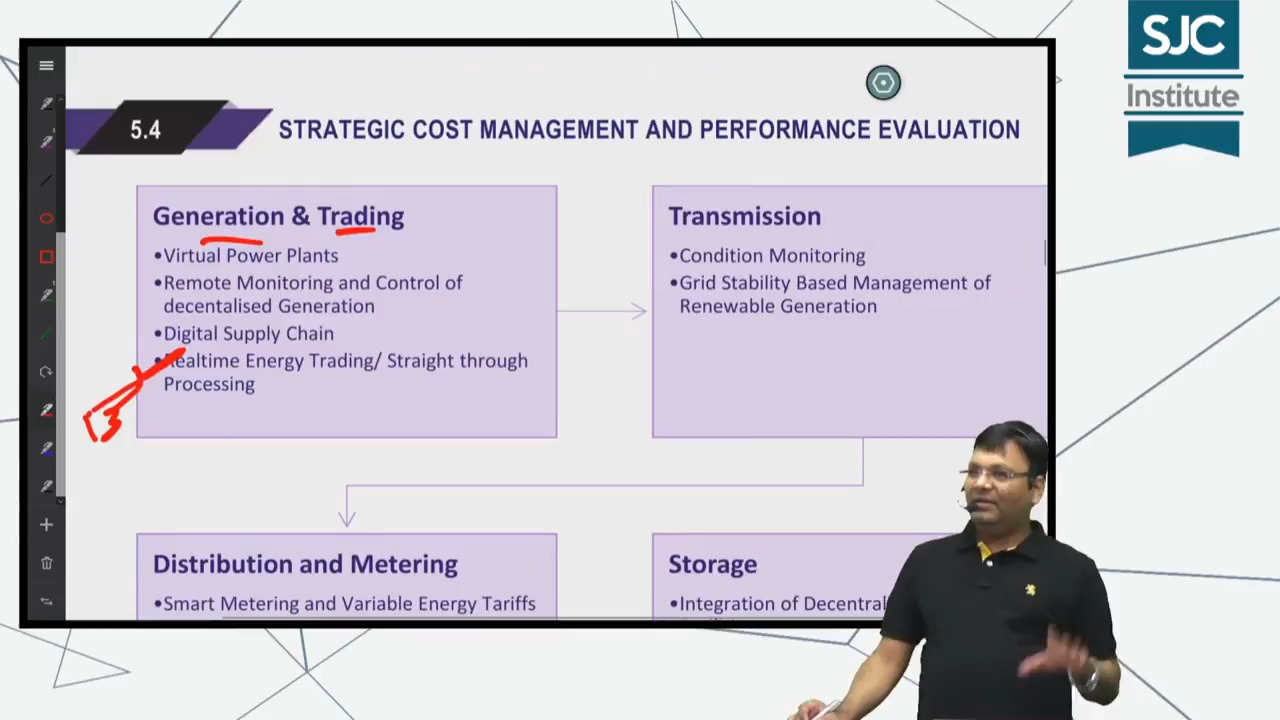 SJC
Institute
5.4
STRATEGIC COST MANAGEMENT AND PERFORMANCE EVALUATION
Generation & Trading
•Virtual Power Plants
•Remote Monitoring and Control of
decentalised Generation
•Digital Supply Chain
•Realtime Energy Trading/ Straight through
Processing
Transmission
•Condition Monitoring
•Grid Stability Based Management of
Renewable Generation
Distribution and Metering
•Smart Metering and Variable Energy Tariffs
Storage
•Integration of